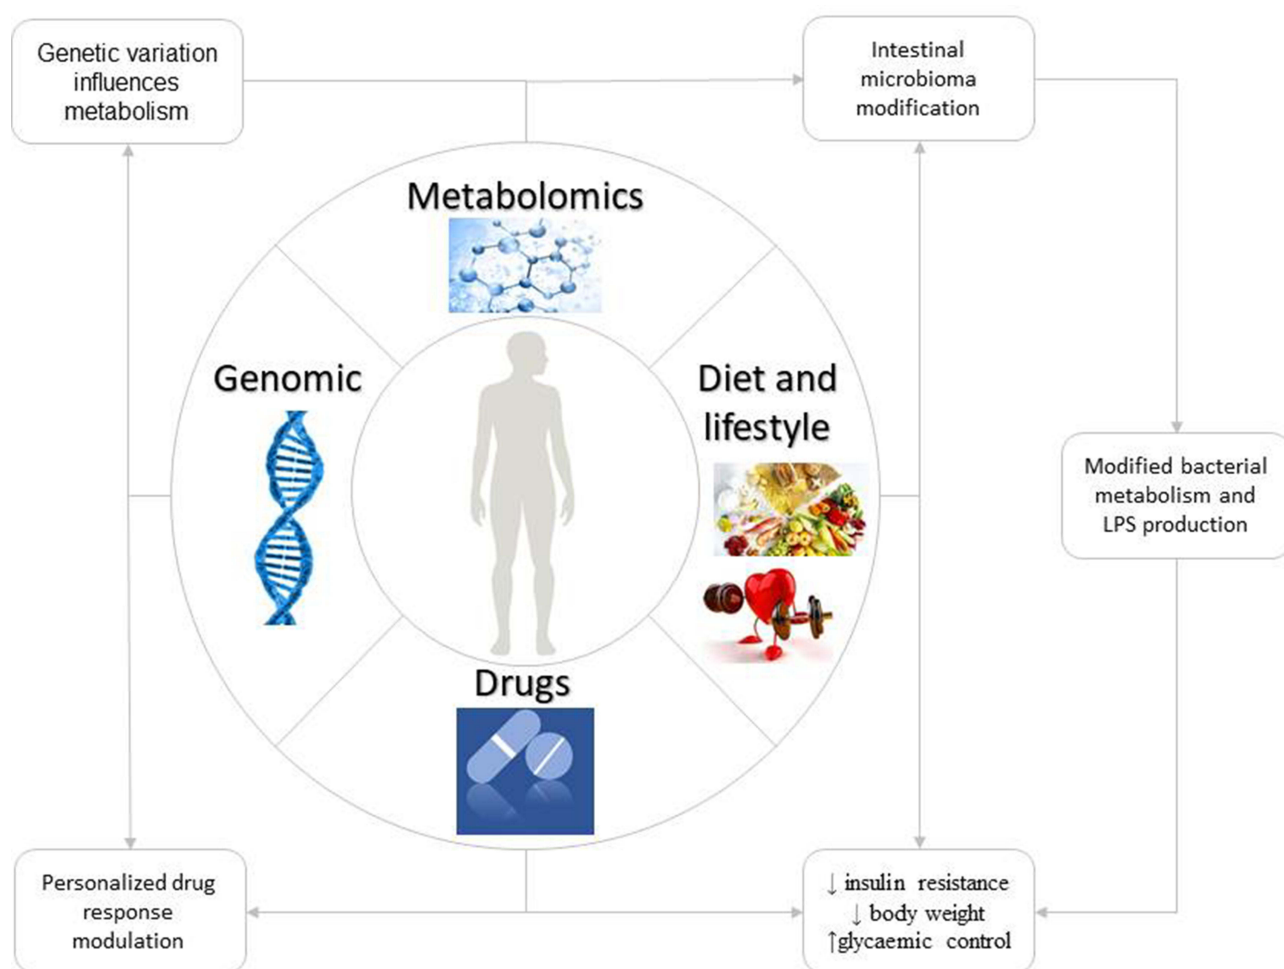 Genetic variation
influences
metabolism
Intestinal
microbioma
modification
Metabolomics
Genomic
Diet and
lifestyle
Modified bacterial
metabolism and
LPS production
Drugs
Personalized drug
response
modulation
↓ insulin resistance
↓ body weight
↑glycaemic control